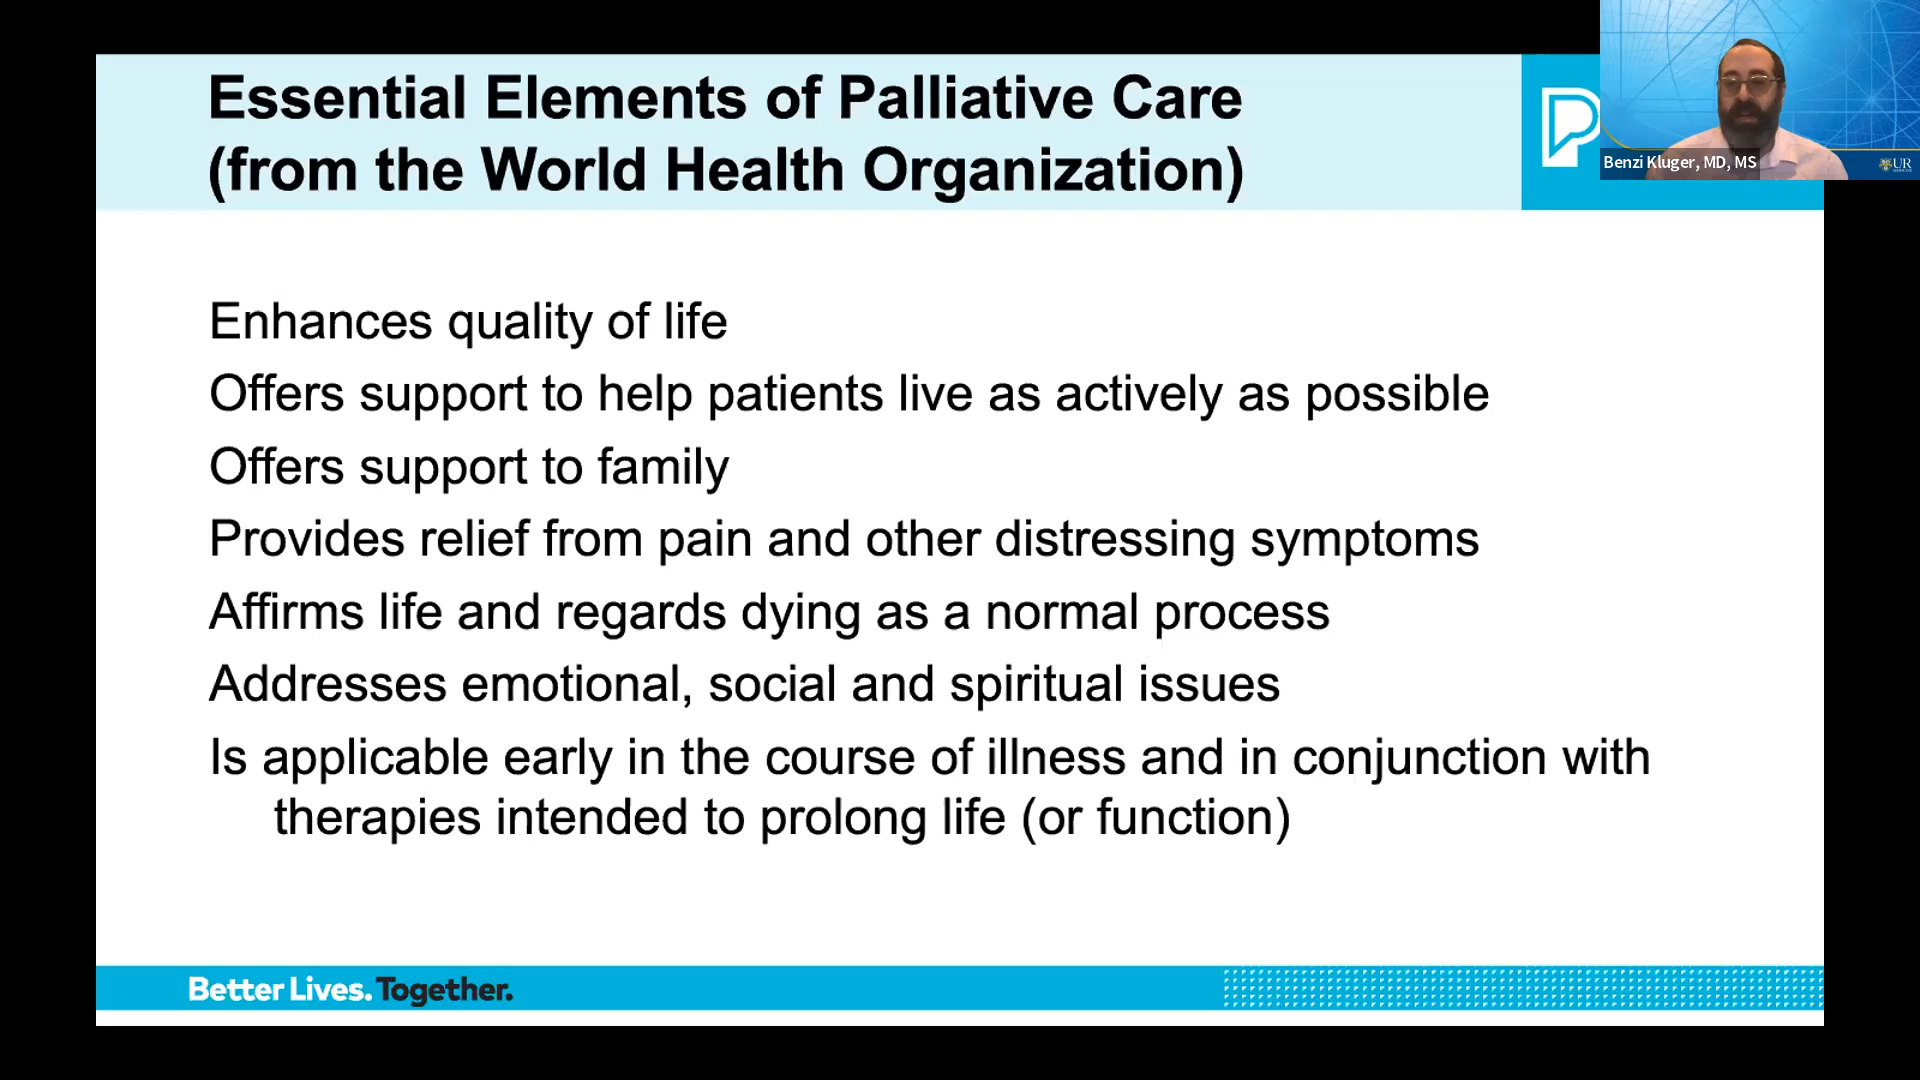 Essential Elements of Palliative Care
(from the World Health Organization)
P
Benzi Kluger, MD, MS
UR
Enhances quality of life
Offers support to help patients live as actively as possible
Offers support to family
Provides relief from pain and other distressing symptoms
Affirms life and regards dying as a normal process
Addresses emotional, social and spiritual issues
Is applicable early in the course of illness and in conjunction with
therapies intended to prolong life (or function)
Better Lives. Together.